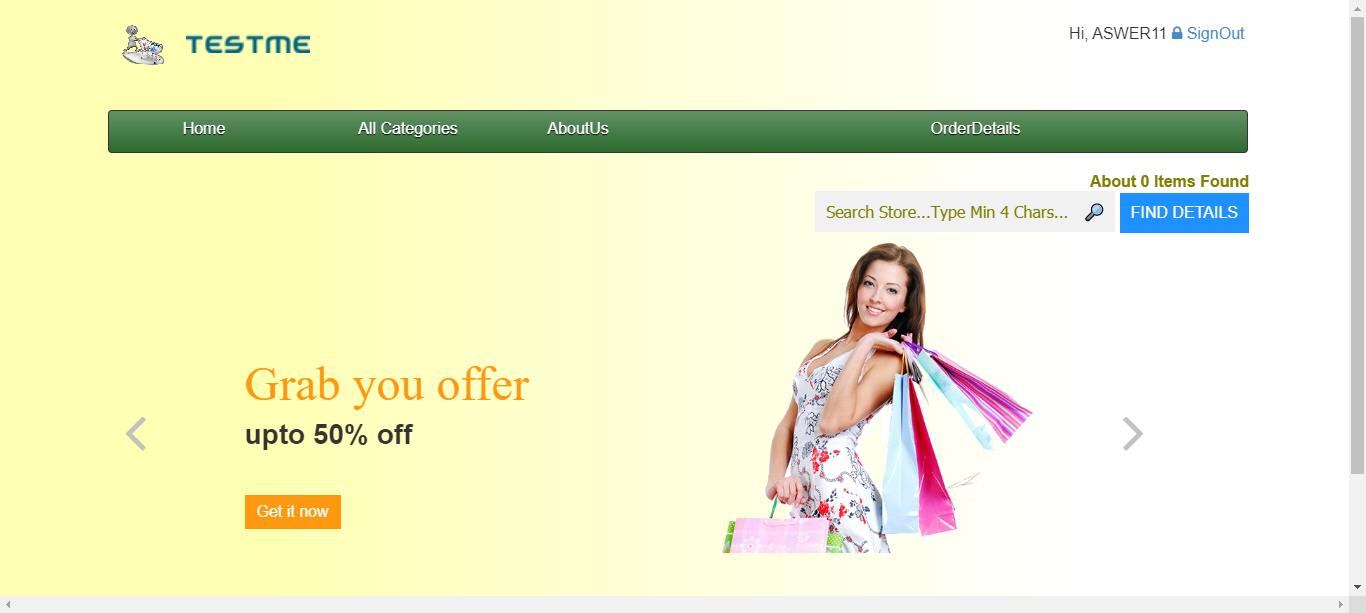 TESTME
Hi, ASWER11 SignOut
Home All Categories AboutUs OrderDetails
About 0 Items Found
Search Store...Type Min 4 Chars... FIND DETAILS
Grab you offer
upto 50% off
Get it now